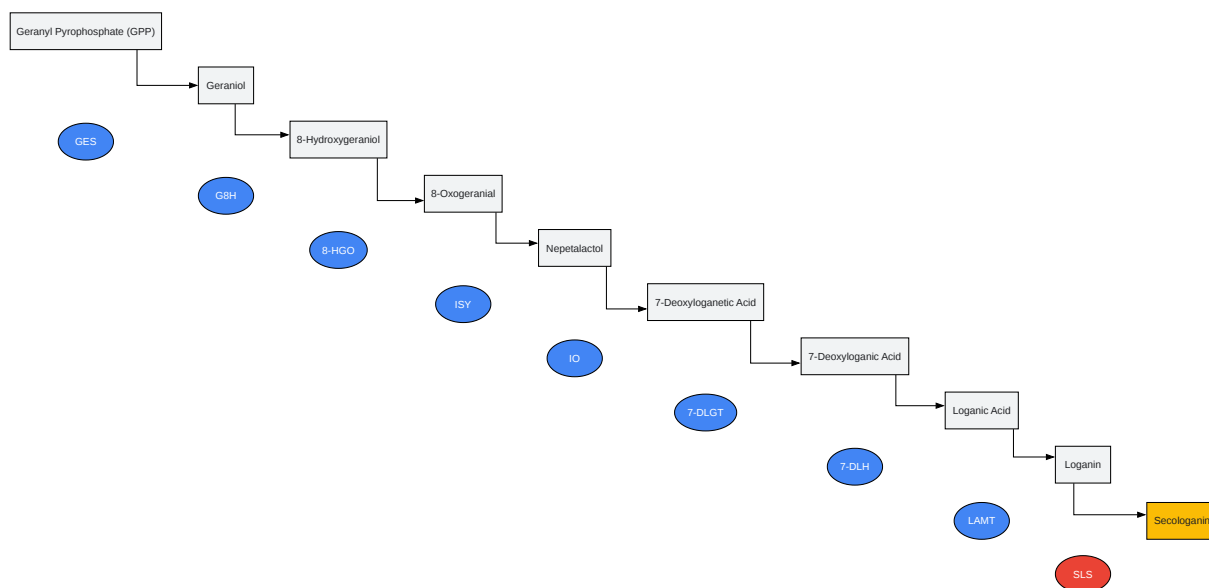 Geranyl Pyrophosphate (GPP)
Geraniol
8-Hydroxygeraniol
GES
8-Oxogeranial
G8H
Nepetalactol
8-HGO
7-Deoxyloganetic Acid
ISY
7-Deoxyloganic Acid
IO
Loganic Acid
7-DLGT
Loganin
7-DLH
Secologanin
LAMT
SLS